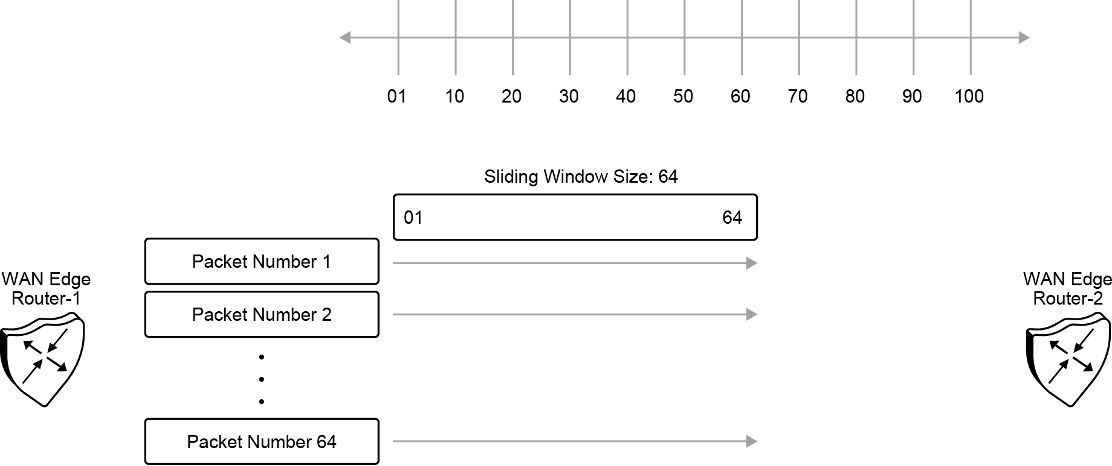 01 10 20 30 40 50 60 70 80 90 100
Sliding Window Size: 64
01 64
Packet Number 1
WAN Edge
Router-1
WAN Edge
Router-2
Packet Number 2
Packet Number 64